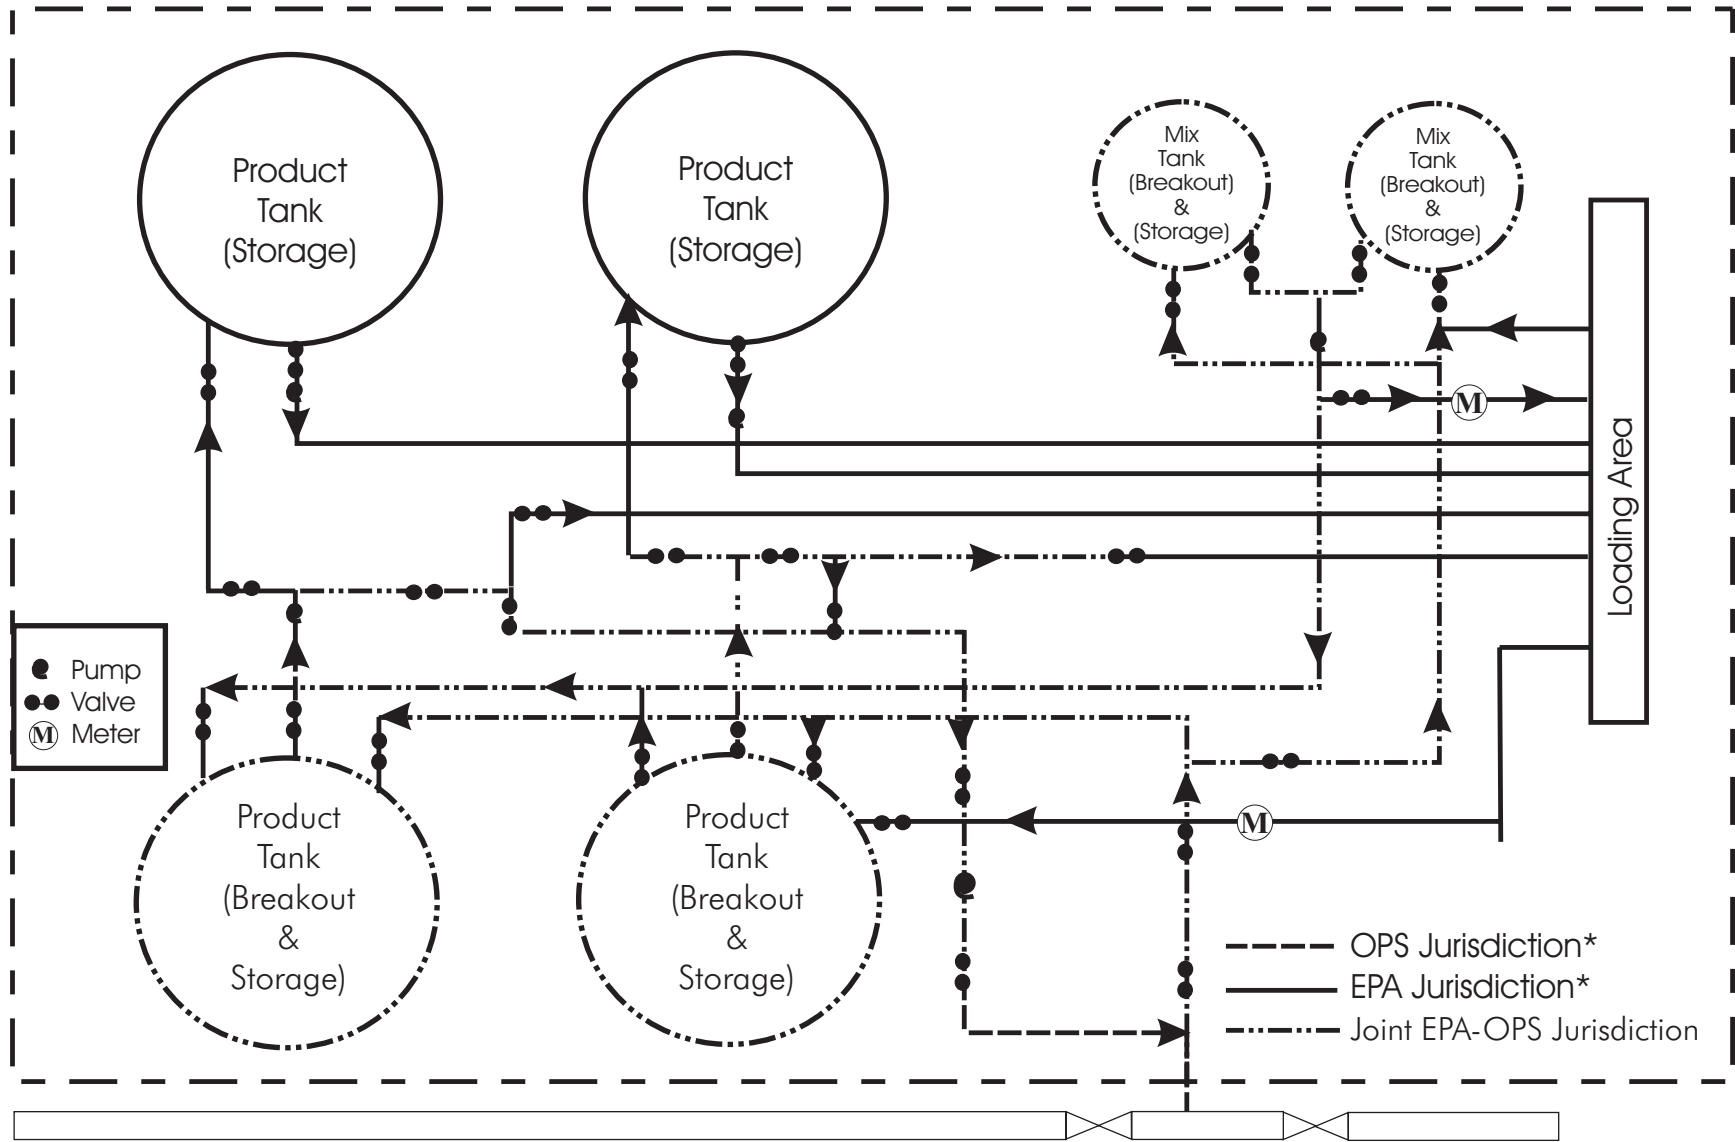 Product
Tank
(Storage)
Product
Tank
(Storage)
Mix
Tank
(Breakout)
&
(Storage)
Mix
Tank
(Breakout)
&
(Storage)
M
Loading Area
Pump
Valve
M Meter
Product
Tank
(Breakout
&
Storage)
Product
Tank
(Breakout
&
Storage)
M
OPS Jurisdiction*
EPA Jurisdiction*
Joint EPA-OPS Jurisdiction